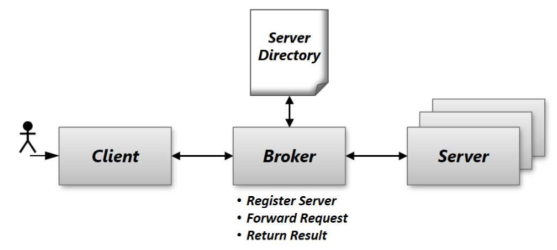 Server
Directory
Client
Broker
Server
• Register Server
• Forward Request
• Return Result